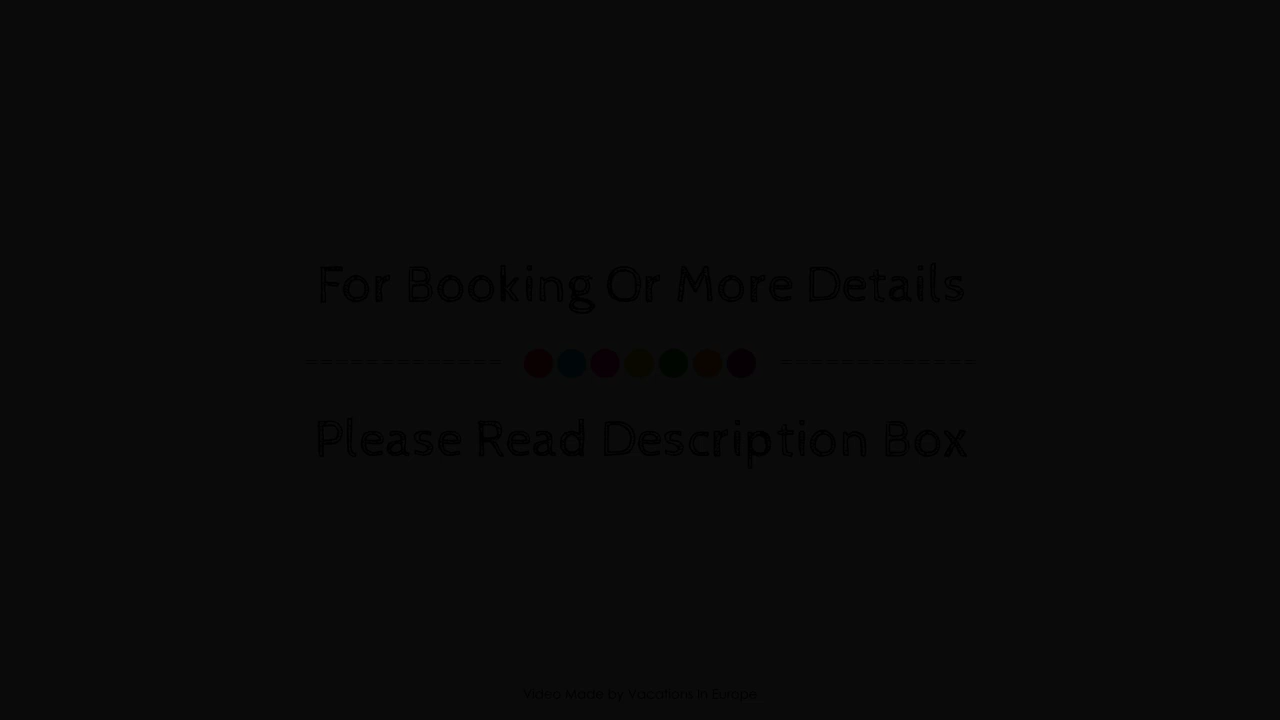 For Booking Or More Details
Please Read Description Box
Video Made by Vacations In Europe